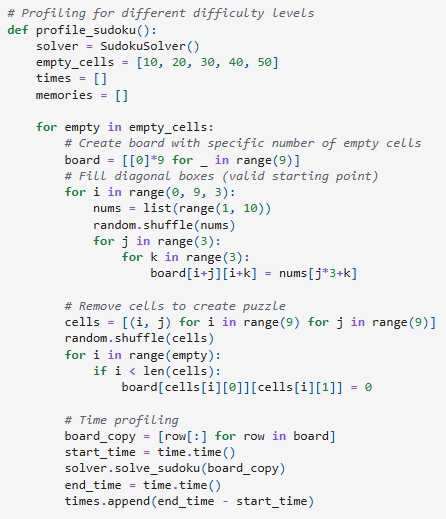 # Profiling for different difficulty levels
def profile_sudoku():
    solver = SudokuSolver()
    empty_cells = [10, 20, 30, 40, 50]
    times = []
    memories = []

    for empty in empty_cells:
        # Create board with specific number of empty cells
        board = [[0]*9 for _ in range(9)]
        # Fill diagonal boxes (valid starting point)
        for i in range(0, 9, 3):
            nums = list(range(1, 10))
            random.shuffle(nums)
            for j in range(3):
                for k in range(3):
                    board[i+j][i+k] = nums[j*3+k]

        # Remove cells to create puzzle
        cells = [(i, j) for i in range(9) for j in range(9)]
        random.shuffle(cells)
        for i in range(empty):
            if i < len(cells):
                board[cells[i][0]][cells[i][1]] = 0

        # Time profiling
        board_copy = [row[:] for row in board]
        start_time = time.time()
        solver.solve_sudoku(board_copy)
        end_time = time.time()
        times.append(end_time - start_time)